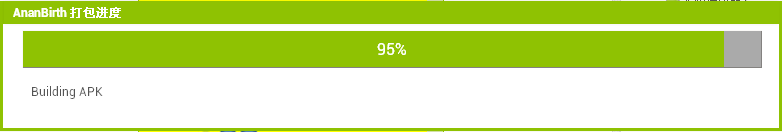 AnanBirth 打包进度
95%
Building APK